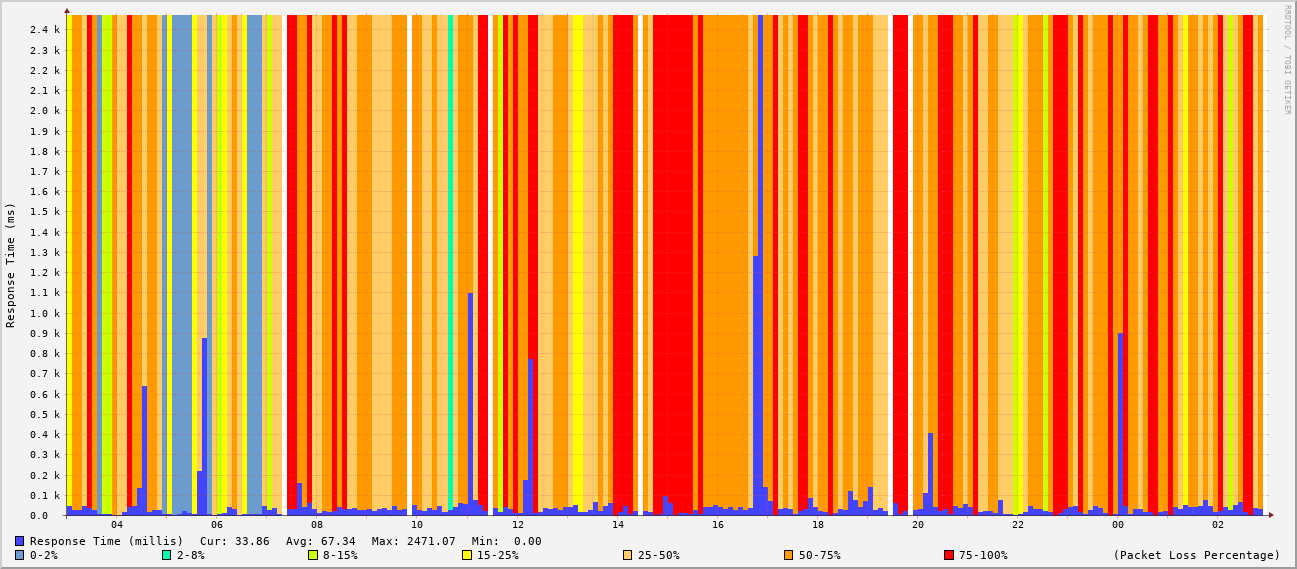 RRDTOOL / TOBI OETIKER
Response Time (ms)
2.4 k
2.3 k
2.2 k
2.1 k
2.0 k
1.9 k
1.8 k
1.7 k
1.6 k
1.5 k
1.4 k
1.3 k
1.2 k
1.1 k
1.0 k
0.9 k
0.8 k
0.7 k
0.6 k
0.5 k
0.4 k
0.3 k
0.2 k
0.1 k
0.0
04 06 08 10 12 14 16 18 20 22 00 02
Response Time (millis) Cur: 33.86 Avg: 67.34 Max: 2471.07 Min: 0.00
0-2% 2-8% 8-15% 15-25% 25-50% 50-75% 75-100% (Packet Loss Percentage)